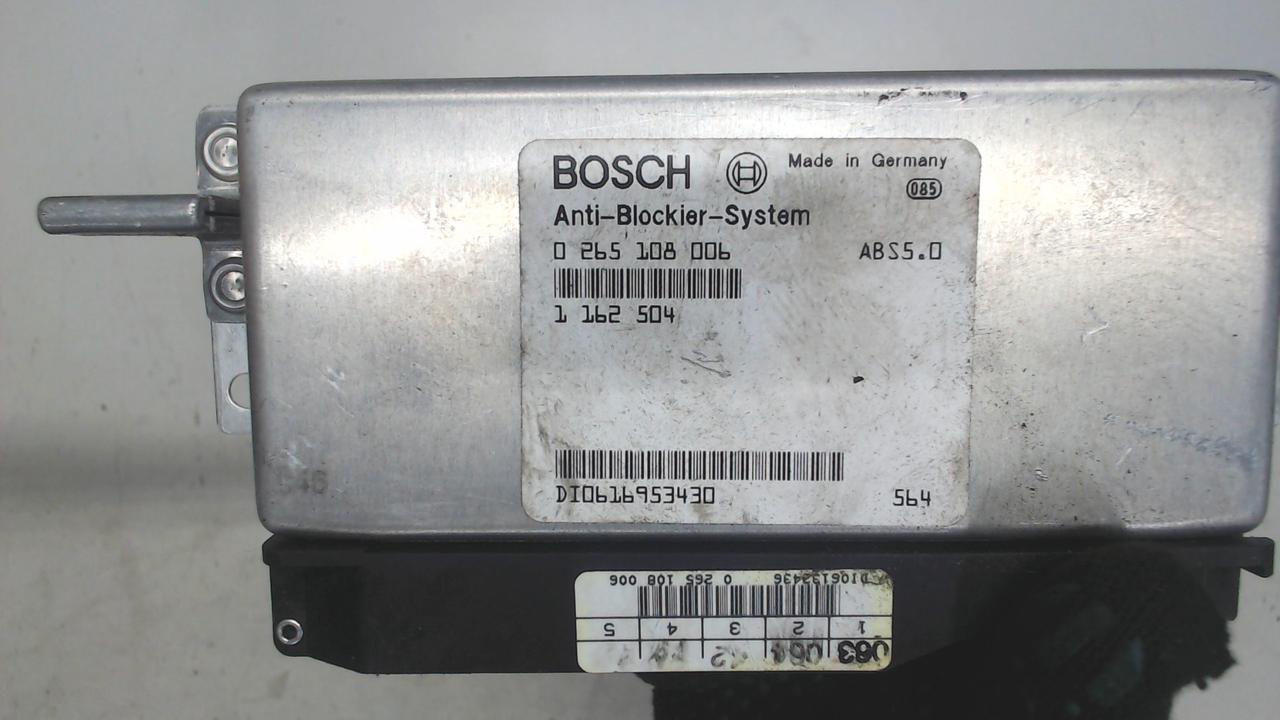 BOSCH Made in Germany
085
Anti-Blockier-System
0 265 108 006 ABS5.0
1 162 504
DI0616953430 564
1 2 3 4 5
0 265 108 006
063